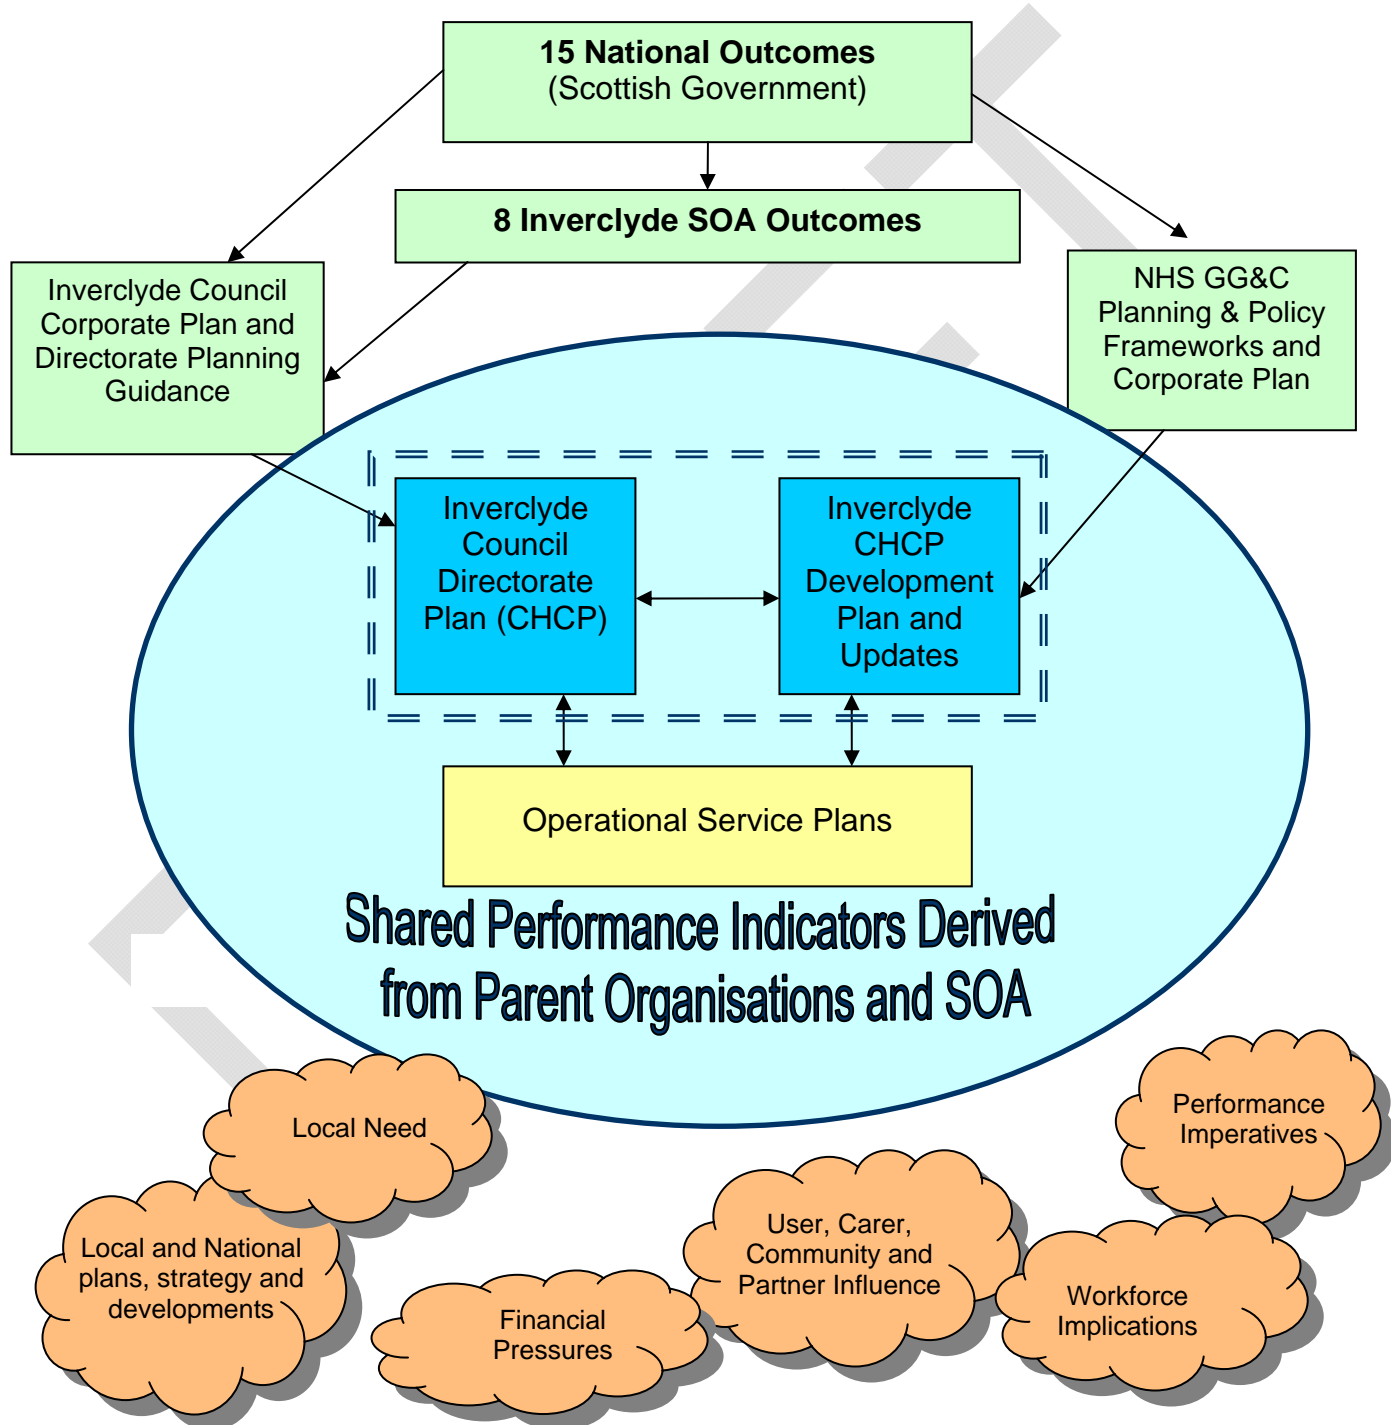 15 National Outcomes
(Scottish Government)
8 Inverclyde SOA Outcomes
Inverclyde Council
Corporate Plan and
Directorate Planning
Guidance
NHS GG&C
Planning & Policy
Frameworks and
Corporate Plan
Inverclyde
Council
Directorate
Plan (CHCP)
Inverclyde
CHCP
Development
Plan and
Updates
Operational Service Plans
Shared Performance Indicators Derived
from Parent Organisations and SOA
Local Need
Performance
Imperatives
Local and National
plans, strategy and
developments
User, Carer,
Community and
Partner Influence
Financial
Pressures
Workforce
Implications